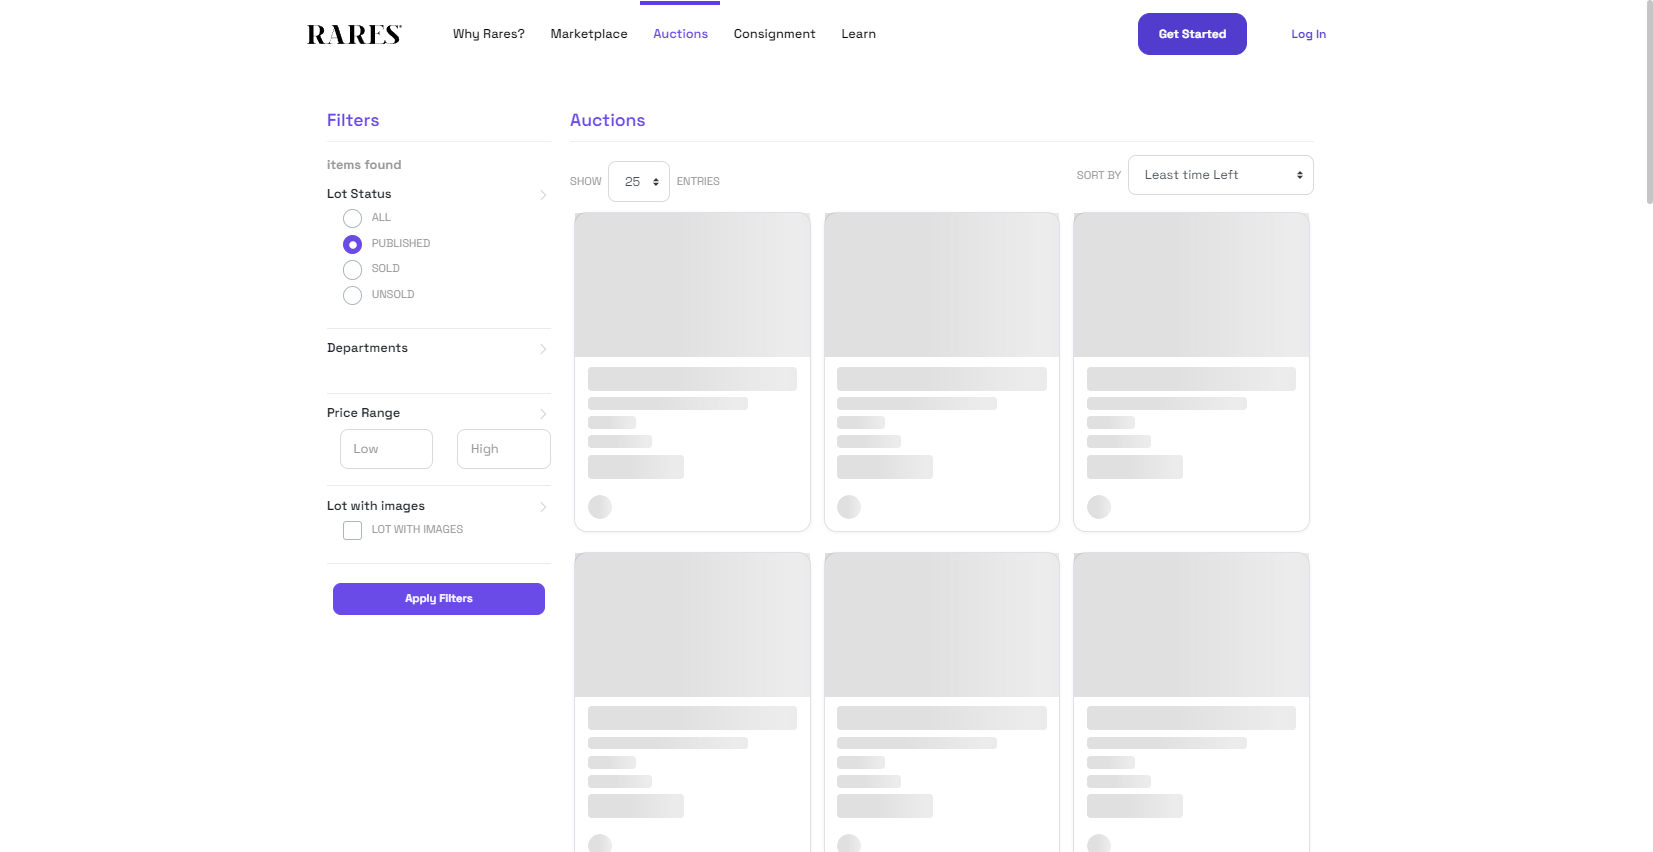 RARES
Why Rares?
Marketplace
Auctions
Consignment
Learn
Get Started
Log In
Filters
items found
Lot Status
ALL
PUBLISHED
SOLD
UNSOLD
Departments
Price Range
Low
High
Lot with images
LOT WITH IMAGES
Apply Filters
Auctions
SHOW 25 ENTRIES
SORT BY Least time Left